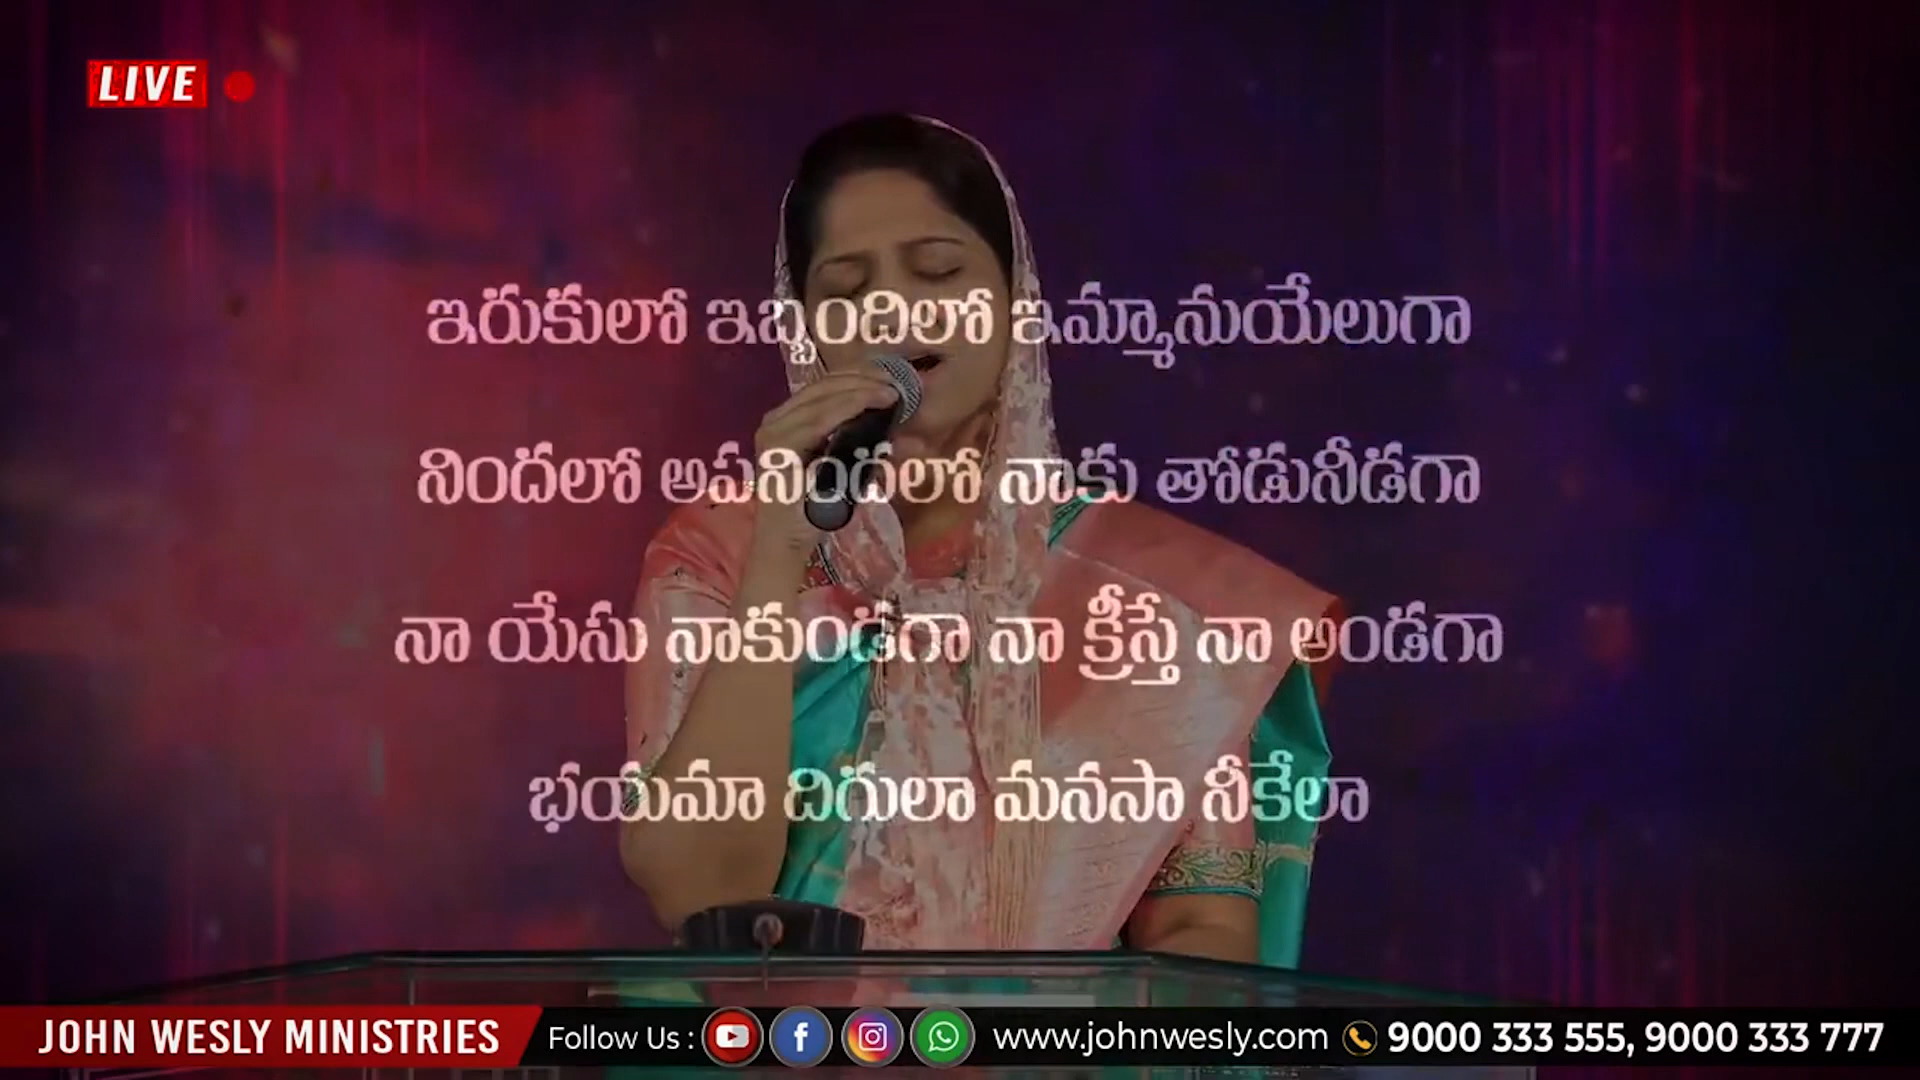 LIVE
ఇరుకులో ఇబ్బందిలో ఇమ్మానుయేలుగా
నిందలో అపనిందలో నాకు తోడునీడగా
నా యేసు నాకుండగా నా క్రీస్తే నా అండగా
భయమా దిగులా మనసా నీకేలా
JOHN WESLY MINISTRIES Follow Us : www.johnwesly.com 9000 333 555, 9000 333 777